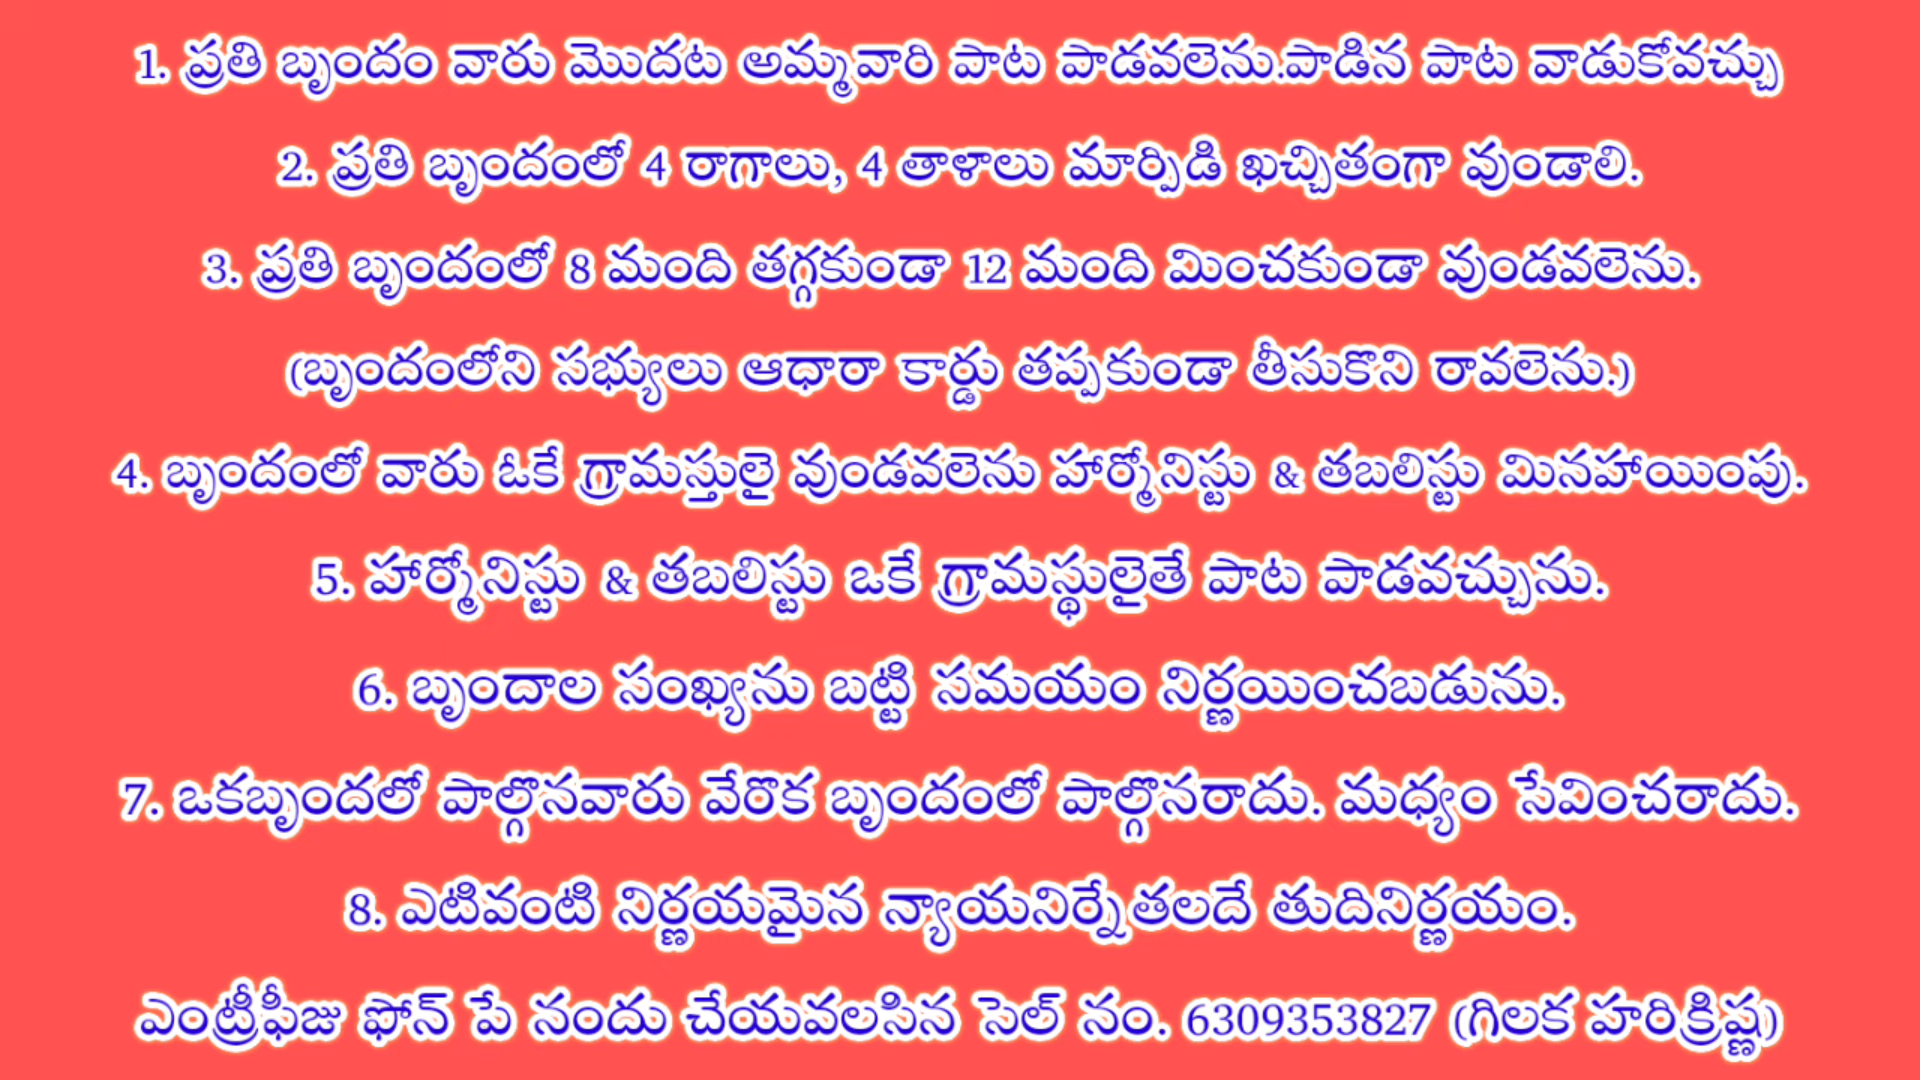 1. ప్రతి బృందం వారు మొదట అమ్మవారి పాట పాడవలెను.పాడిన పాట వాడుకోవచ్చు
2. ప్రతి బృందంలో 4 రాగాలు, 4 తాళాలు మార్పిడి ఖచ్చితంగా వుండాలి.
3. ప్రతి బృందంలో 8 మంది తగ్గకుండా 12 మంది మించకుండా వుండవలెను.
(బృందంలోని సభ్యులు ఆధారా కార్డు తప్పకుండా తీసుకొని రావలెను.)
4. బృందంలో వారు ఓకే గ్రామస్తులై వుండవలెను హార్మోనిస్టు & తబలిస్టు మినహాయింపు.
5. హార్మోనిస్టు & తబలిస్టు ఒకే గ్రామస్థులైతే పాట పాడవచ్చును.
6. బృందాల సంఖ్యను బట్టి సమయం నిర్ణయించబడును.
7. ఒకబృందలో పాల్గొనవారు వేరొక బృందంలో పాల్గొనరాదు. మధ్యం సేవించరాదు.
8. ఎటివంటి నిర్ణయమైన న్యాయనిర్నేతలదే తుదినిర్ణయం.
ఎంట్రీఫీజు ఫోన్ పే నందు చేయవలసిన సెల్ నం. 6309353827 (గిలక హరిక్రిష్ణ)